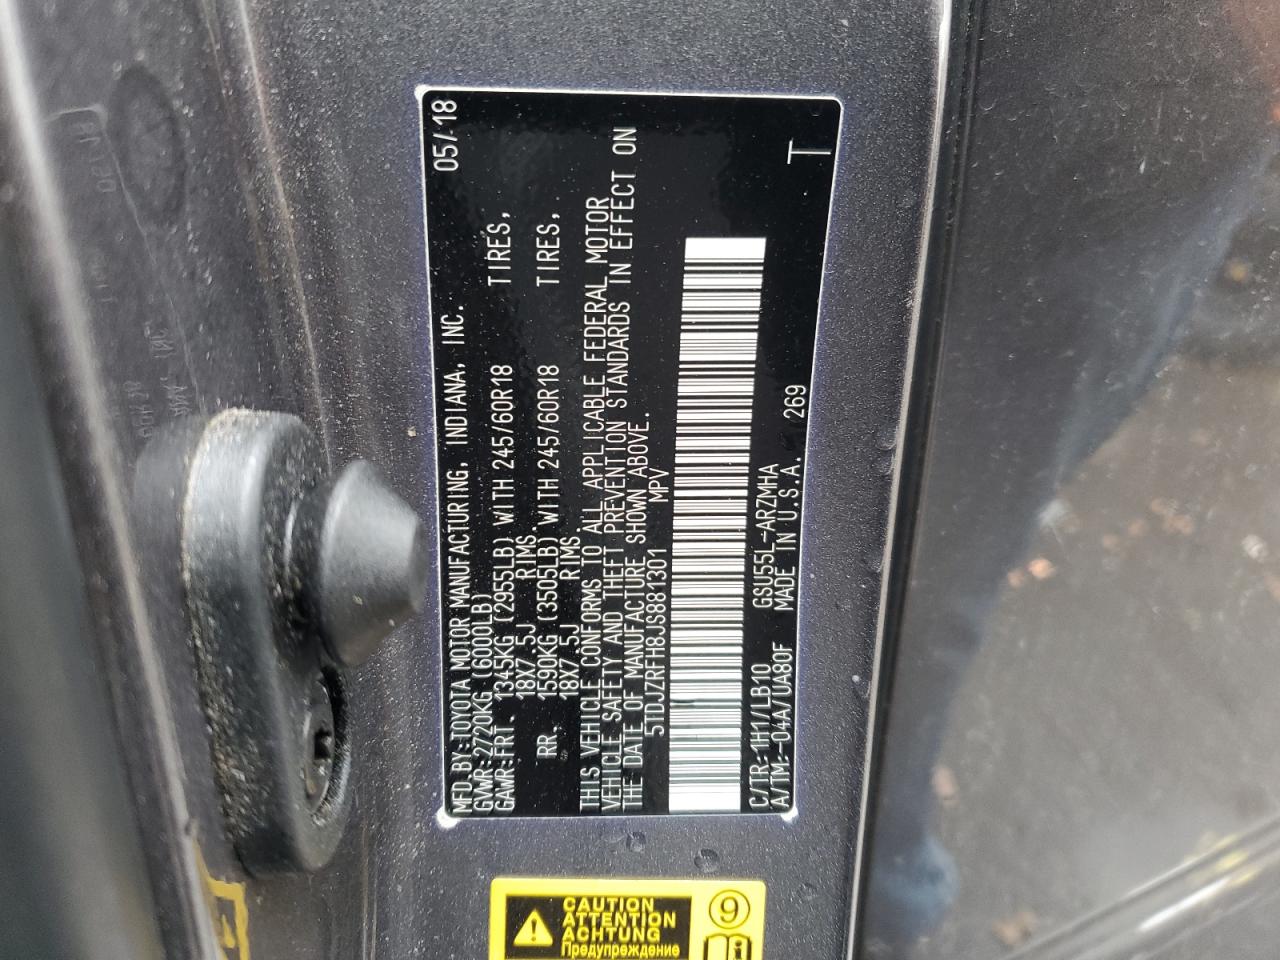 MFD.BY:TOYOTA MOTOR MANUFACTURING, INDIANA, INC. 05/18
GVWR:2720KG (6000LB)
GAWR:FRT. 1345KG (2955LB) WITH 245/60R18 TIRES,
18X7.5J RIMS.
RR. 1590KG (3505LB) WITH 245/60R18 TIRES,
18X7.5J RIMS.
THIS VEHICLE CONFORMS TO ALL APPLICABLE FEDERAL MOTOR
VEHICLE SAFETY AND THEFT PREVENTION STANDARDS IN EFFECT ON
THE DATE OF MANUFACTURE SHOWN ABOVE.
5TDJZRFH8JS881301 MPV
C/TR:1H1/LB10 GSU55L-ARZMHA
A/TM:-04A/UA80F MADE IN U.S.A. 269
T
CAUTION
ATTENTION
ACHTUNG
Предупреждение
9